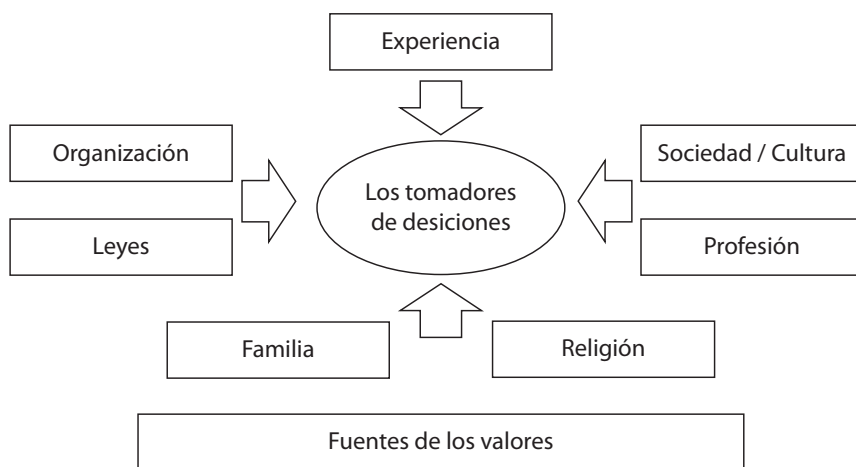 Experiencia
Organización
Sociedad / Cultura
Los tomadores
de desiciones
Leyes
Profesión
Familia
Religión
Fuentes de los valores